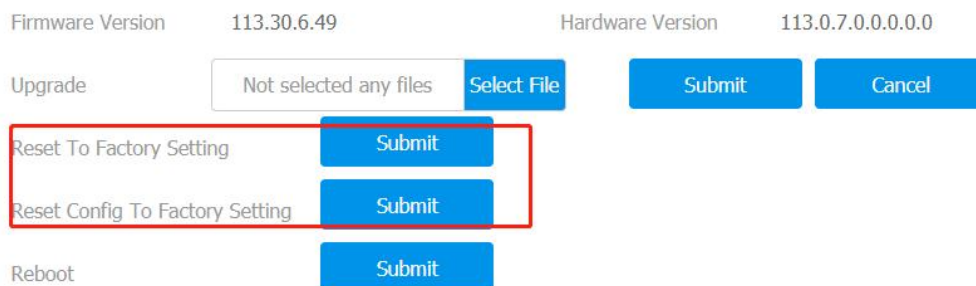 Firmware Version 113.30.6.49 Hardware Version 113.0.7.0.0.0.0.0
Upgrade Not selected any files Select File Submit Cancel
Reset To Factory Setting Submit
Reset Config To Factory Setting Submit
Reboot Submit